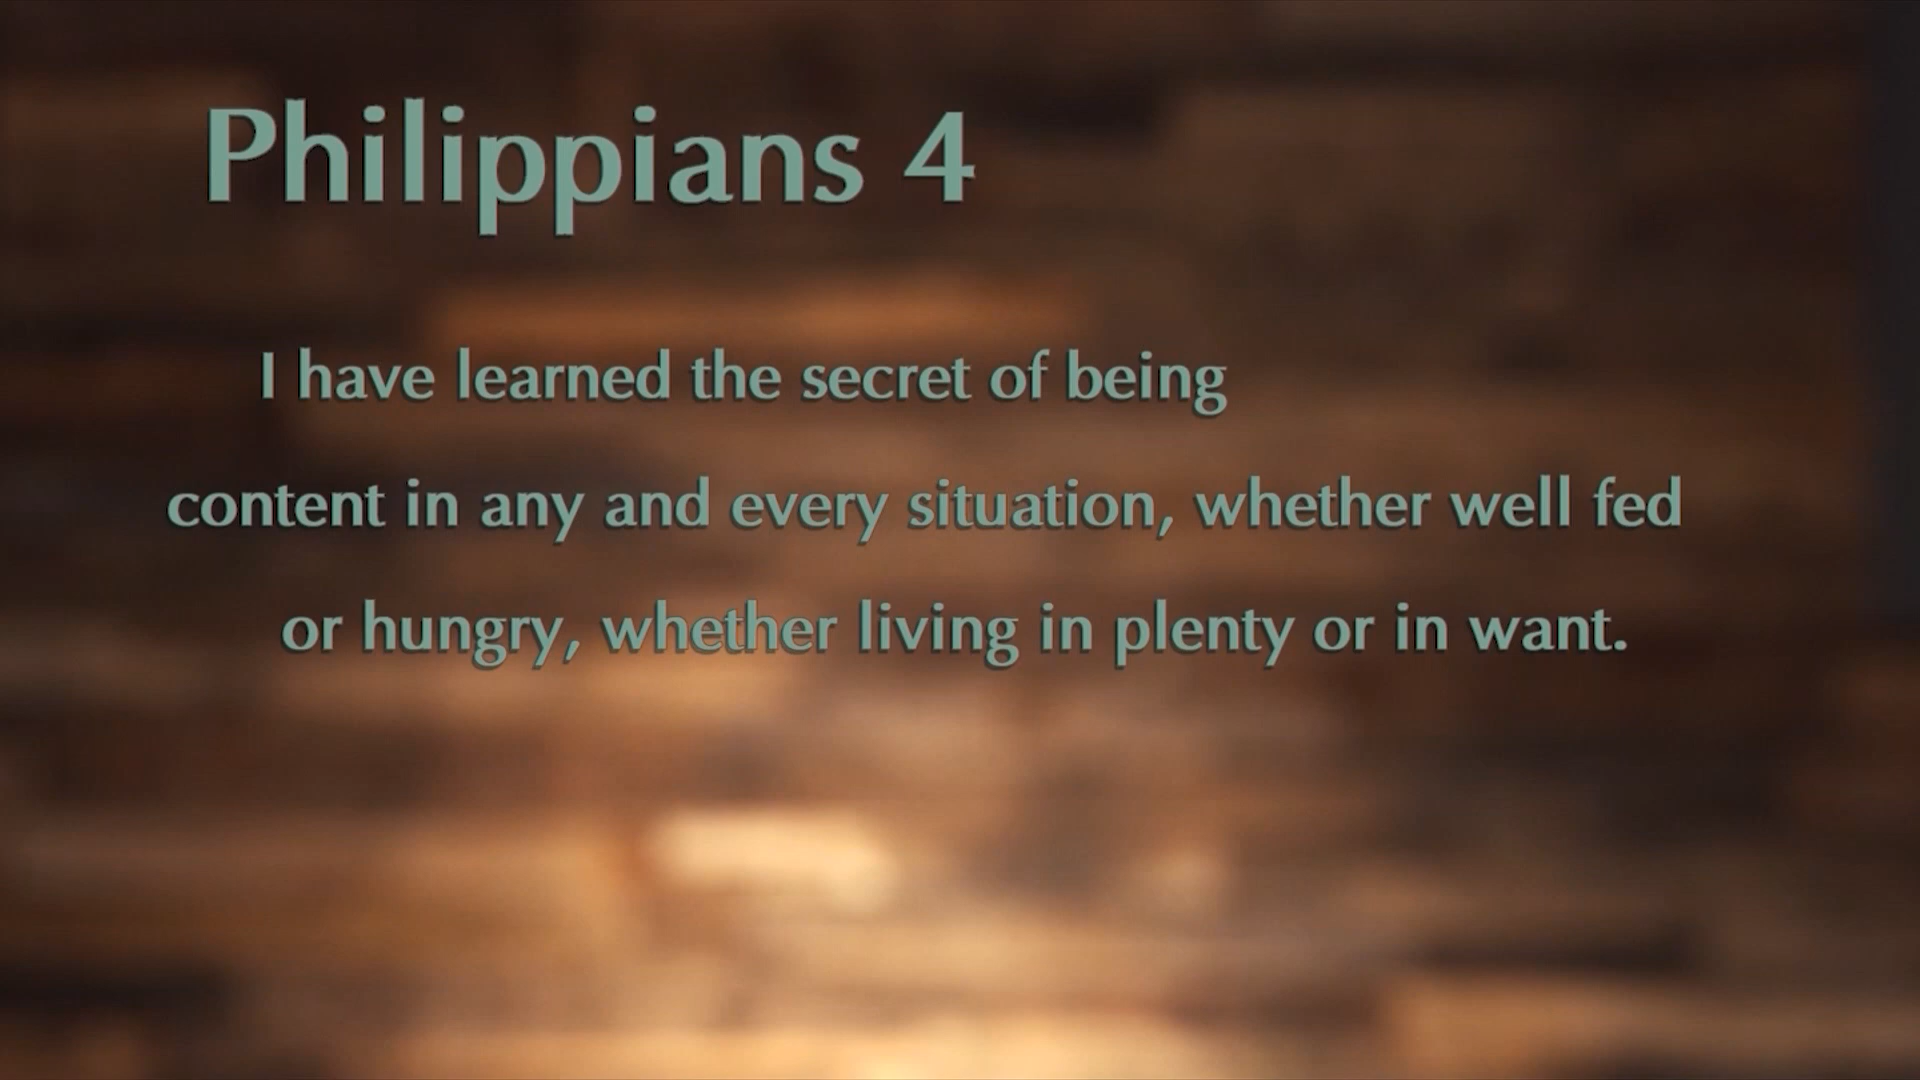 Philippians 4
I have learned the secret of being
content in any and every situation, whether well fed
or hungry, whether living in plenty or in want.